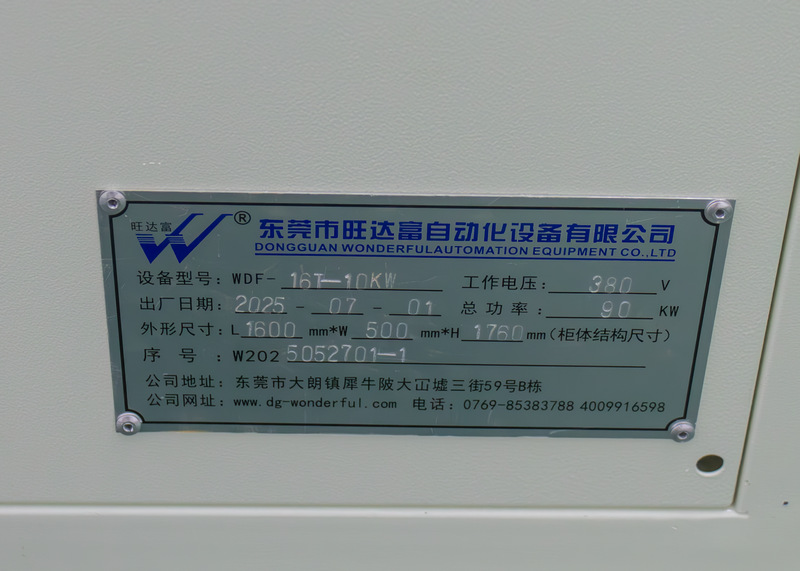 旺达富 ® 东莞市旺达富自动化设备有限公司
DONGGUAN WONDERFULAUTOMATION EQUIPMENT CO.,LTD
设备型号: WDF- 16T-10KW 工作电压: 380 V
出厂日期: 2025 - 07 - 01 总功率: 90 KW
外形尺寸: L1600 mm*W 500 mm*H 1760mm(柜体结构尺寸)
序号: W2025052701-1
公司地址: 东莞市大朗镇犀牛陂大㘭墟三街59号B栋
公司网址: www.dg-wonderful.com 电话: 0769-85383788 4009916598